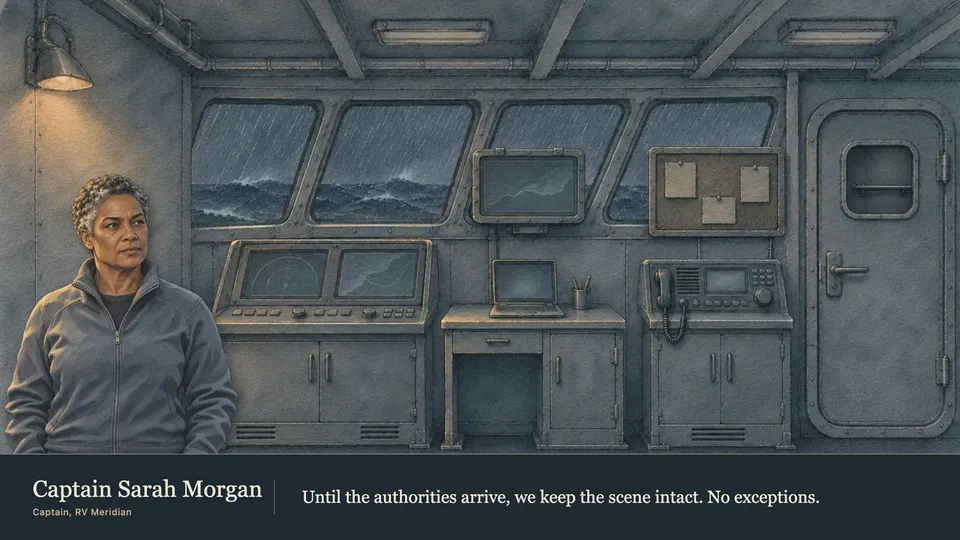 Captain Sarah Morgan
Captain, RV Meridian
Until the authorities arrive, we keep the scene intact. No exceptions.